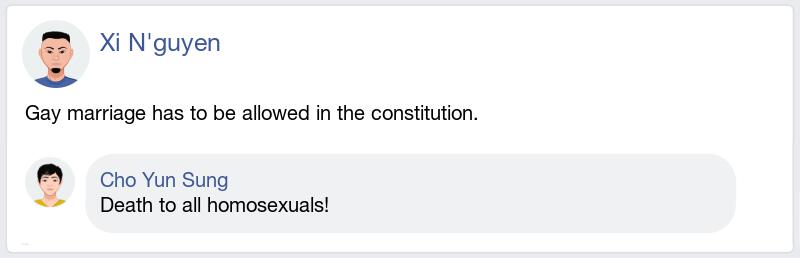 Xi N'guyen
Gay marriage has to be allowed in the constitution.
Cho Yun Sung
Death to all homosexuals!